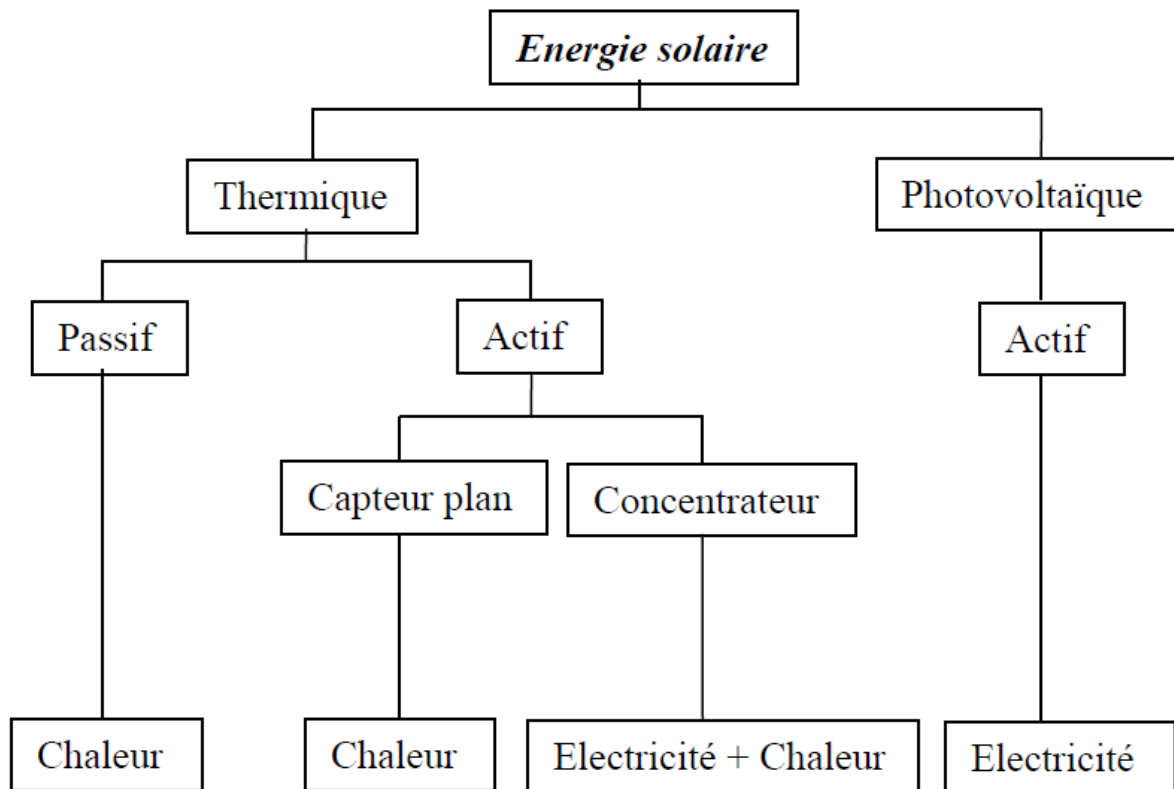 Energie solaire
Thermique
Photovoltaïque
Passif
Actif
Actif
Capteur plan
Concentrateur
Chaleur
Chaleur
Electricité + Chaleur
Electricité